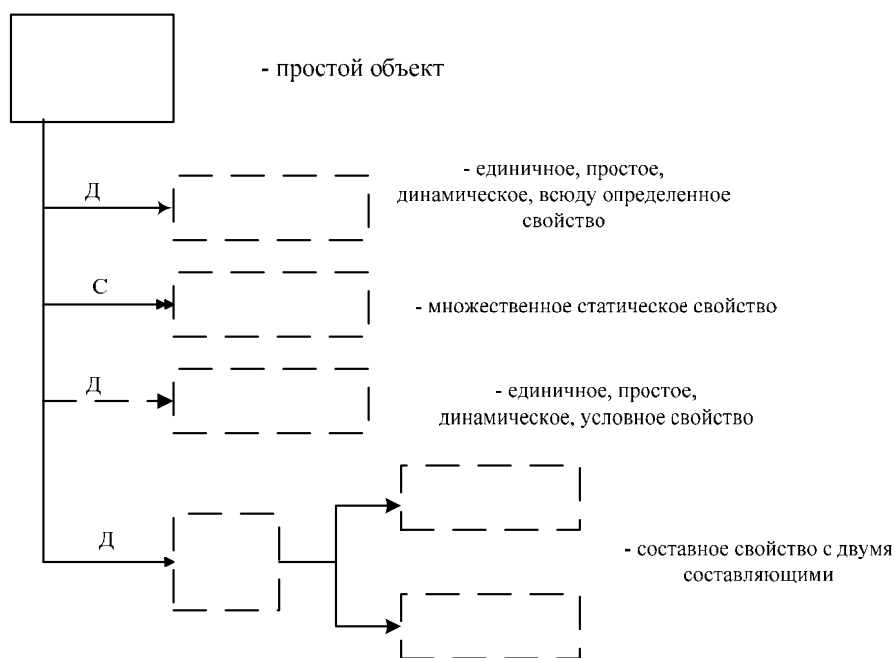 - простой объект
Д
- единичное, простое,
динамическое, всюду определенное
свойство
С
- множественное статическое свойство
Д
- единичное, простое,
динамическое, условное свойство
Д
- составное свойство с двумя
составляющими